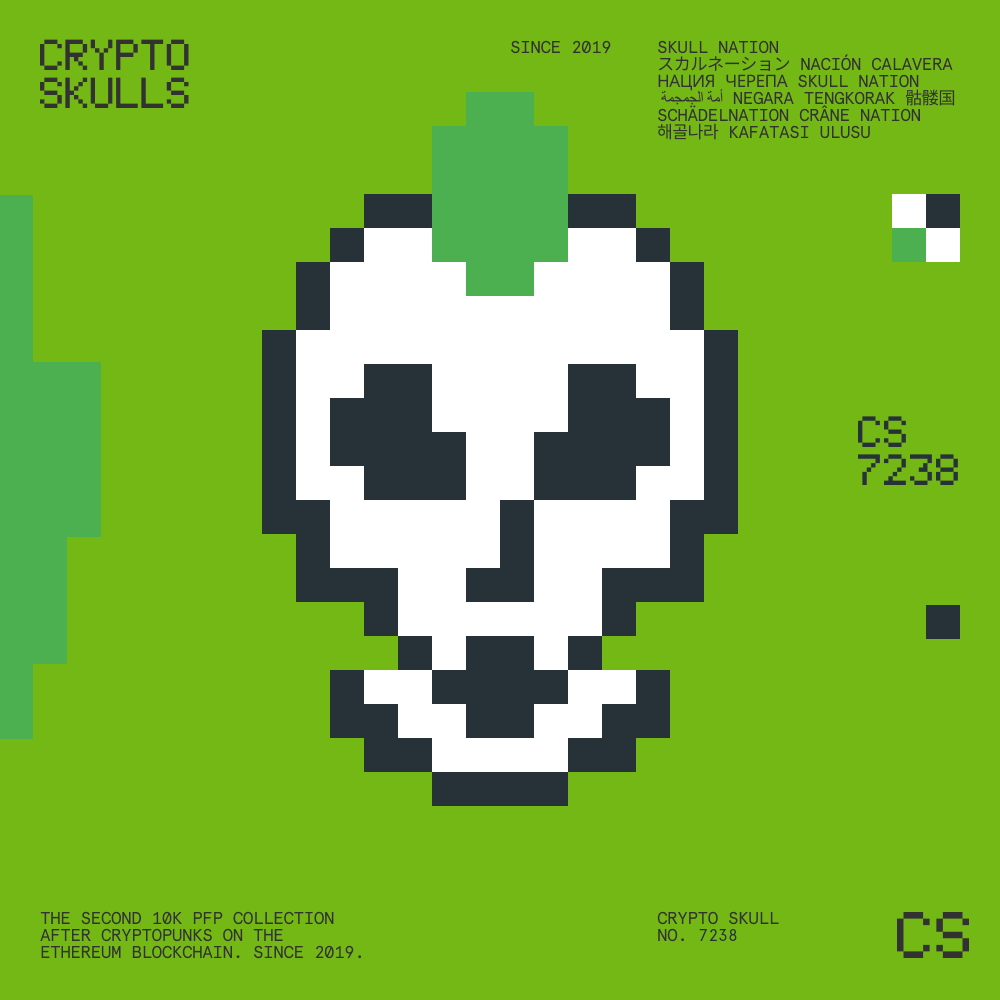 CRYPTO
SKULLS
SINCE 2019
SKULL NATION
スカルネーション NACIÓN CALAVERA
НАЦИЯ ЧЕРЕПА SKULL NATION
أمة الجمجمة NEGARA TENGKORAK 骷髅国
SCHÄDELNATION CRÂNE NATION
해골나라 KAFATASI ULUSU
CS
7238
THE SECOND 10K PFP COLLECTION
AFTER CRYPTOPUNKS ON THE
ETHEREUM BLOCKCHAIN. SINCE 2019.
CRYPTO SKULL
NO. 7238
CS